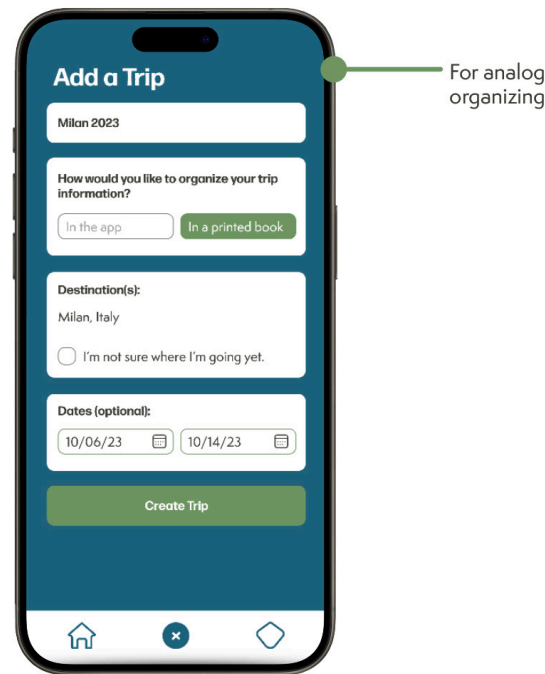 Add a Trip
Milan 2023
How would you like to organize your trip
information?
In the app
In a printed book
Destination(s):
Milan, Italy
I'm not sure where I'm going yet.
Dates (optional):
10/06/23
10/14/23
Create Trip
For analog
organizing